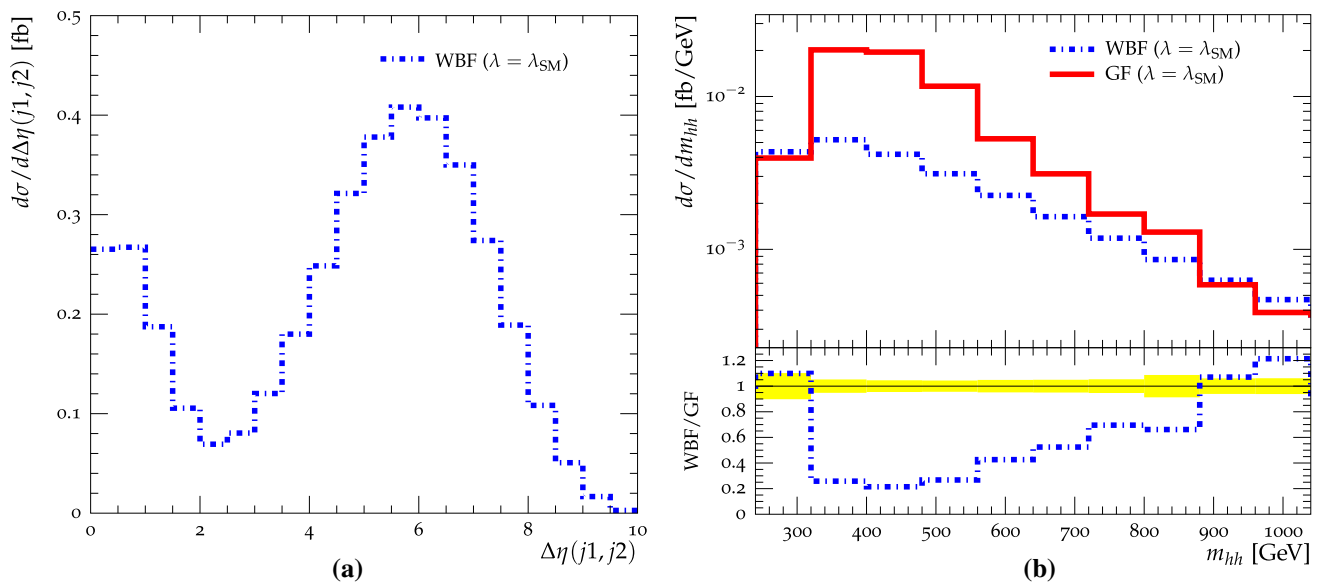 WBF (λ = λSM)
dσ/dΔη(j1, j2) [fb]
0.5
0.4
0.3
0.2
0.1
0
0 2 4 6 8 10
Δη(j1, j2)
(a)
WBF (λ = λSM)
GF (λ = λSM)
dσ/dmhh [fb/GeV]
10−2
10−3
WBF/GF
1.2
1
0.8
0.6
0.4
0.2
0
300 400 500 600 700 800 900 1000
mhh [GeV]
(b)